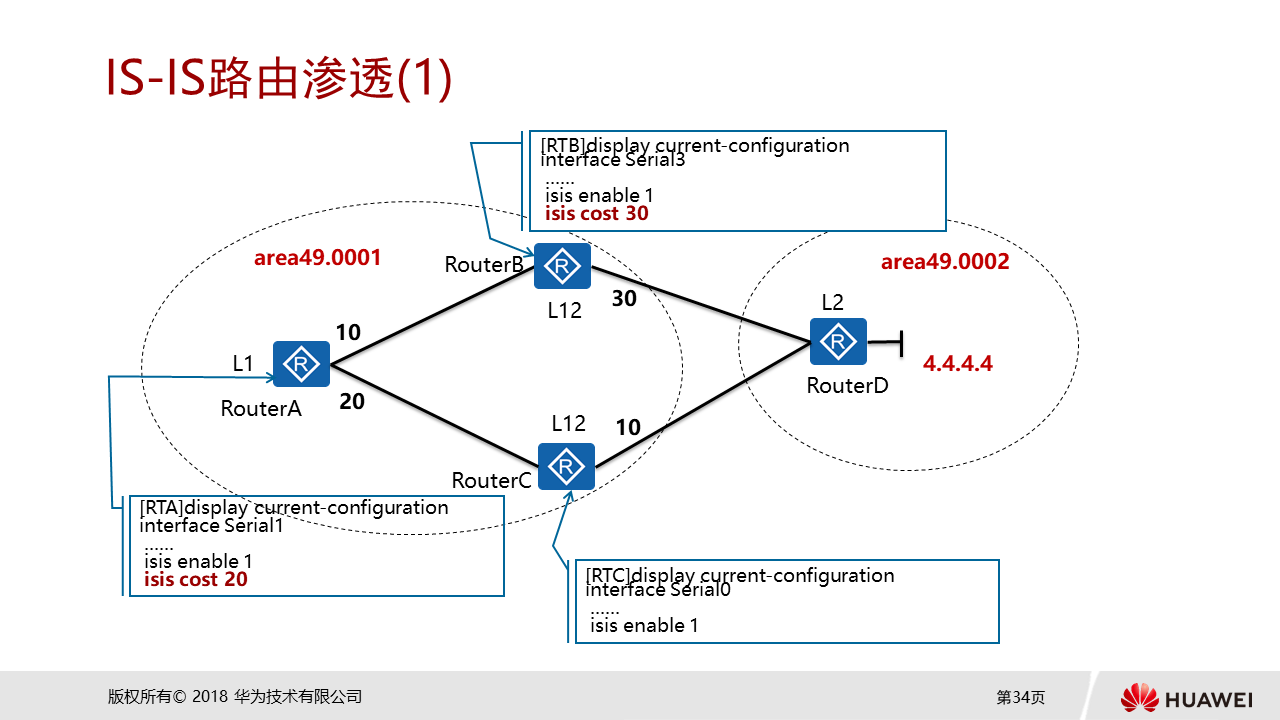 IS-IS路由渗透(1)
[RTB]display current-configuration
interface Serial3
......
isis enable 1
isis cost 30
area49.0001
area49.0002
RouterB
R
L12
30
L2
R
4.4.4.4
RouterD
10
L1
R
20
RouterA
L12
10
R
RouterC
[RTA]display current-configuration
interface Serial1
......
isis enable 1
isis cost 20
[RTC]display current-configuration
interface Serial0
......
isis enable 1
版权所有© 2018 华为技术有限公司
第34页
HUAWEI